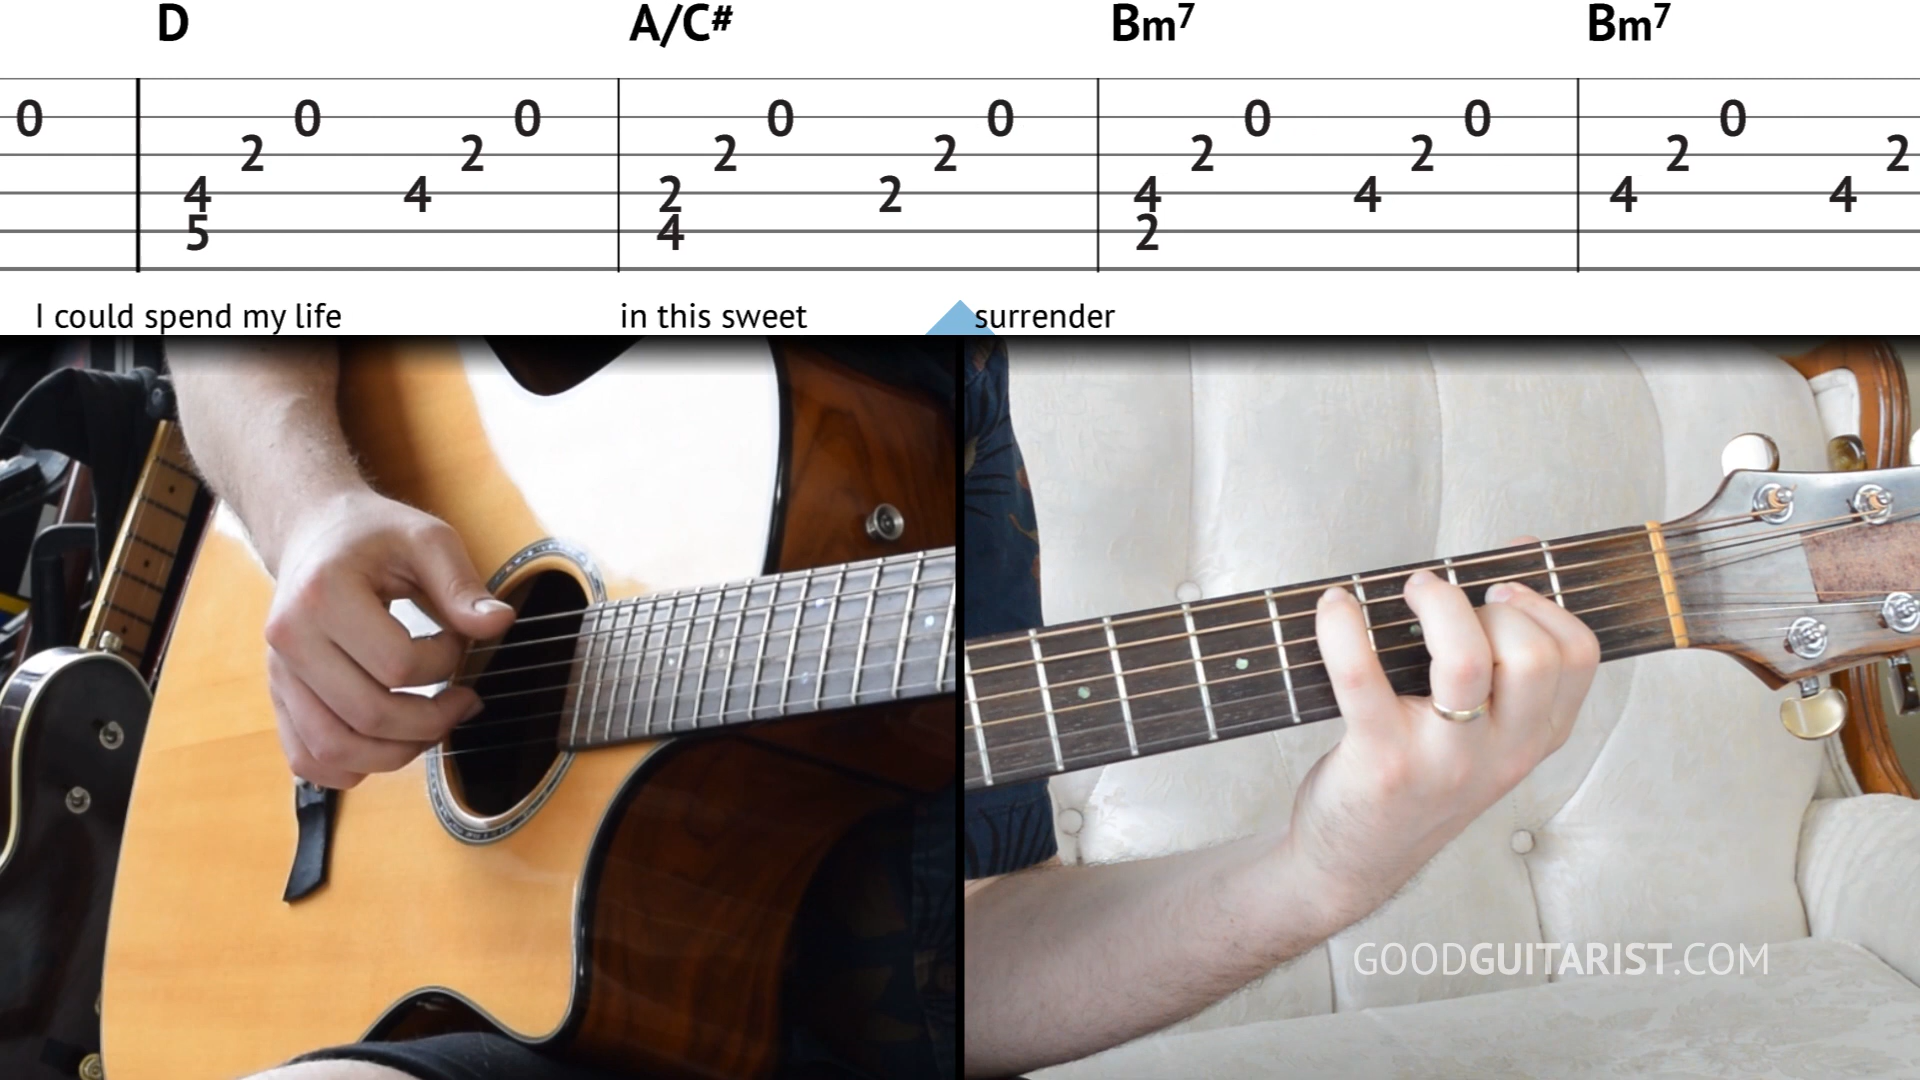 D A/C# Bm7 Bm7
0 0 0 0 0 0 0 0
2 2 2 2 2 2 2 2
4 4 2 2 4 4 4 4
5 4 2
I could spend my life in this sweet surrender
GOODGUITARIST.COM